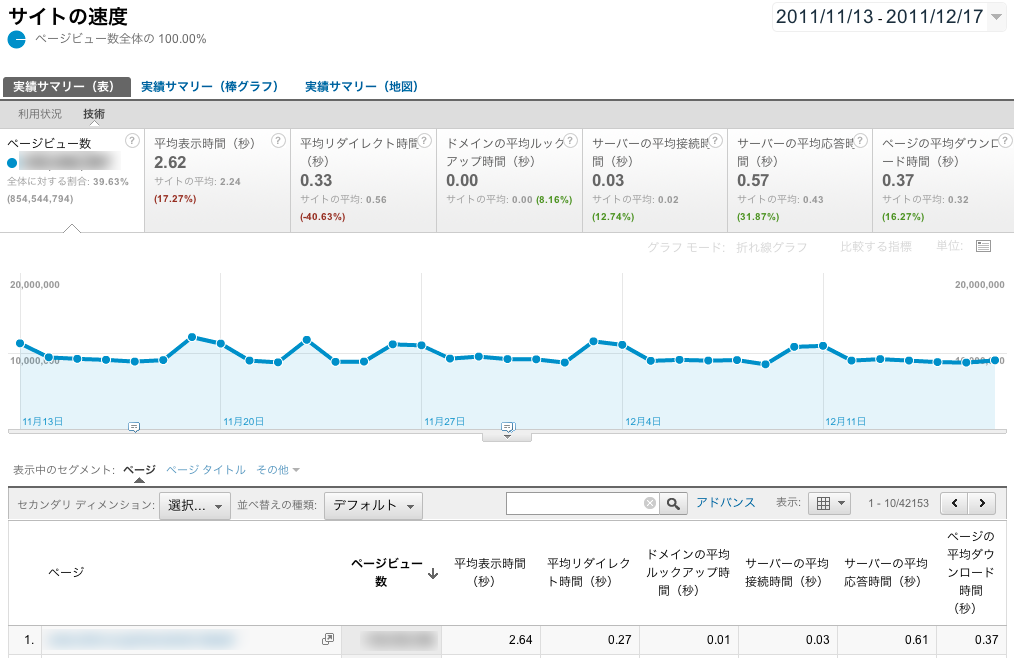 サイトの速度
2011/11/13 - 2011/12/17
ページビュー数全体の 100.00%
実績サマリー（表） 実績サマリー（棒グラフ） 実績サマリー（地図）
利用状況 技術
ページビュー数 ?
全体に対する割合: 39.63%
(854,544,794)
平均表示時間（秒） ?
2.62
サイトの平均: 2.24
(17.27%)
平均リダイレクト時間 ?
（秒）
0.33
サイトの平均: 0.56
(-40.63%)
ドメインの平均ルック ?
アップ時間（秒）
0.00
サイトの平均: 0.00 (8.16%)
サーバーの平均接続時 ?
間（秒）
0.03
サイトの平均: 0.02
(12.74%)
サーバーの平均応答時 ?
間（秒）
0.57
サイトの平均: 0.43
(31.87%)
ページの平均ダウンロ ?
ード時間（秒）
0.37
サイトの平均: 0.32
(16.27%)
グラフ モード: 折れ線グラフ 比較する指標 単位:
20,000,000 20,000,000
10,000,000 10,000,000
11月13日 11月20日 11月27日 12月4日 12月11日
表示中のセグメント: ページ ページ タイトル その他
セカンダリ ディメンション: 選択... 並べ替えの種類: デフォルト アドバンス 表示: 1 - 10/42153
ページ
ページビュー
数
平均表示時間
（秒）
平均リダイレク
ト時間（秒）
ドメインの平均
ルックアップ時
間（秒）
サーバーの平均
接続時間（秒）
サーバーの平均
応答時間（秒）
ページの
平均ダウ
ンロード
時間
（秒）
1. 2.64 0.27 0.01 0.03 0.61 0.37